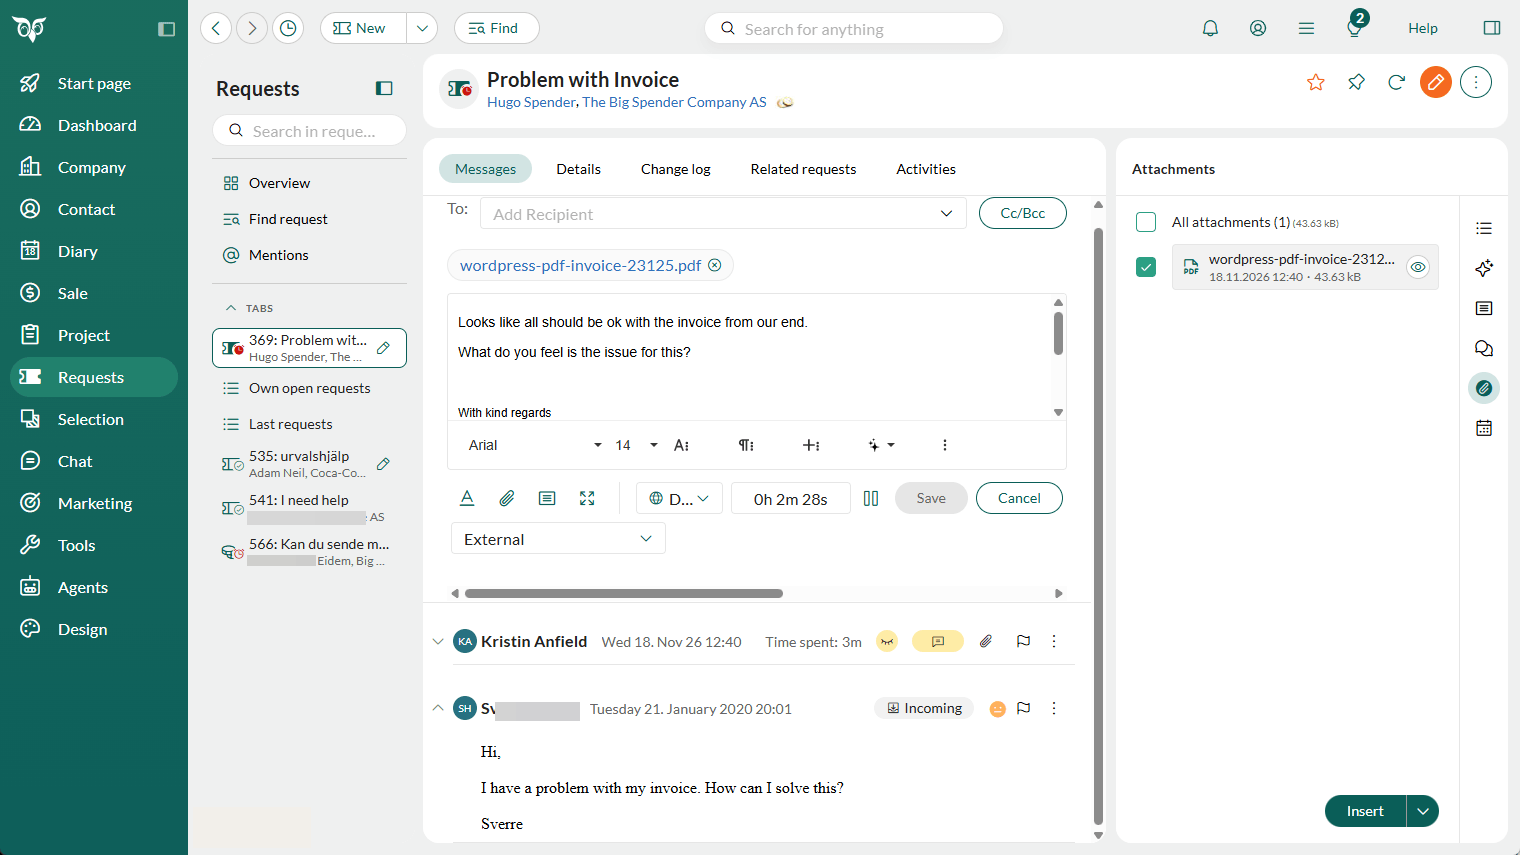 New
Find
Search for anything
2
Help
Start page
Dashboard
Company
Contact
Diary
18
Sale
Project
Requests
Selection
Chat
Marketing
Tools
Agents
Design
Requests
Search in reque...
Overview
Find request
Mentions
TABS
369: Problem wit...
Hugo Spender, The ...
Own open requests
Last requests
535: urvalshjälp
Adam Neil, Coca-Co...
541: I need help
AS
566: Kan du sende m...
Eidem, Big ...
Problem with Invoice
Hugo Spender, The Big Spender Company AS
Messages
Details
Change log
Related requests
Activities
To:
Add Recipient
Cc/Bcc
wordpress-pdf-invoice-23125.pdf
Looks like all should be ok with the invoice from our end.
What do you feel is the issue for this?
With kind regards
Arial
14
D...
0h 2m 28s
Save
Cancel
External
KA
Kristin Anfield
Wed 18. Nov 26 12:40
Time spent: 3m
SH
Sv
Tuesday 21. January 2020 20:01
Incoming
Hi,
I have a problem with my invoice. How can I solve this?
Sverre
Attachments
All attachments (1) (43.63 kB)
PDF
wordpress-pdf-invoice-2312...
18.11.2026 12:40 · 43.63 kB
Insert